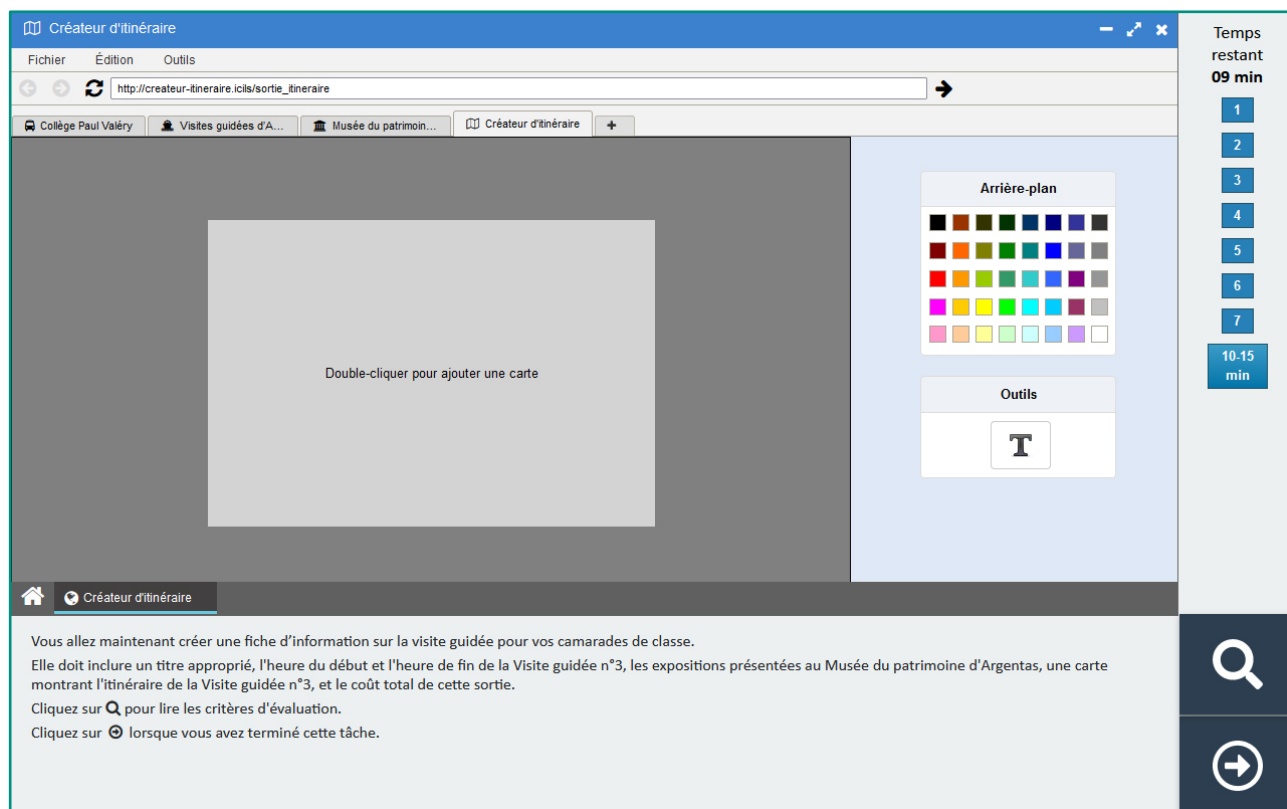 Créateur d'itinéraire
Fichier Édition Outils
http://createur-itineraire.icils/sortie_itineraire
Collège Paul Valéry Visites guidées d'A... Musée du patrimoin... Créateur d'itinéraire +
Arrière-plan
Double-cliquer pour ajouter une carte
Outils
T
Créateur d'itinéraire
Vous allez maintenant créer une fiche d'information sur la visite guidée pour vos camarades de classe.
Elle doit inclure un titre approprié, l'heure du début et l'heure de fin de la Visite guidée n°3, les expositions présentées au Musée du patrimoine d'Argentas, une carte
montrant l'itinéraire de la Visite guidée n°3, et le coût total de cette sortie.
Cliquez sur pour lire les critères d'évaluation.
Cliquez sur lorsque vous avez terminé cette tâche.
Temps
restant
09 min
1
2
3
4
5
6
7
10-15
min